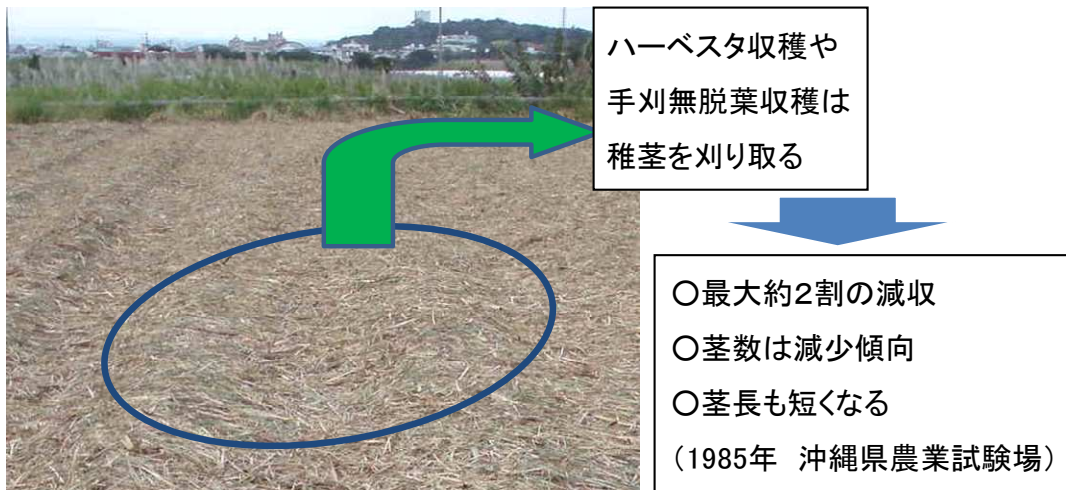 ハーベスタ収穫や
手刈無脱葉収穫は
稚茎を刈り取る
○最大約２割の減収
○茎数は減少傾向
○茎長も短くなる
（1985年　沖縄県農業試験場）